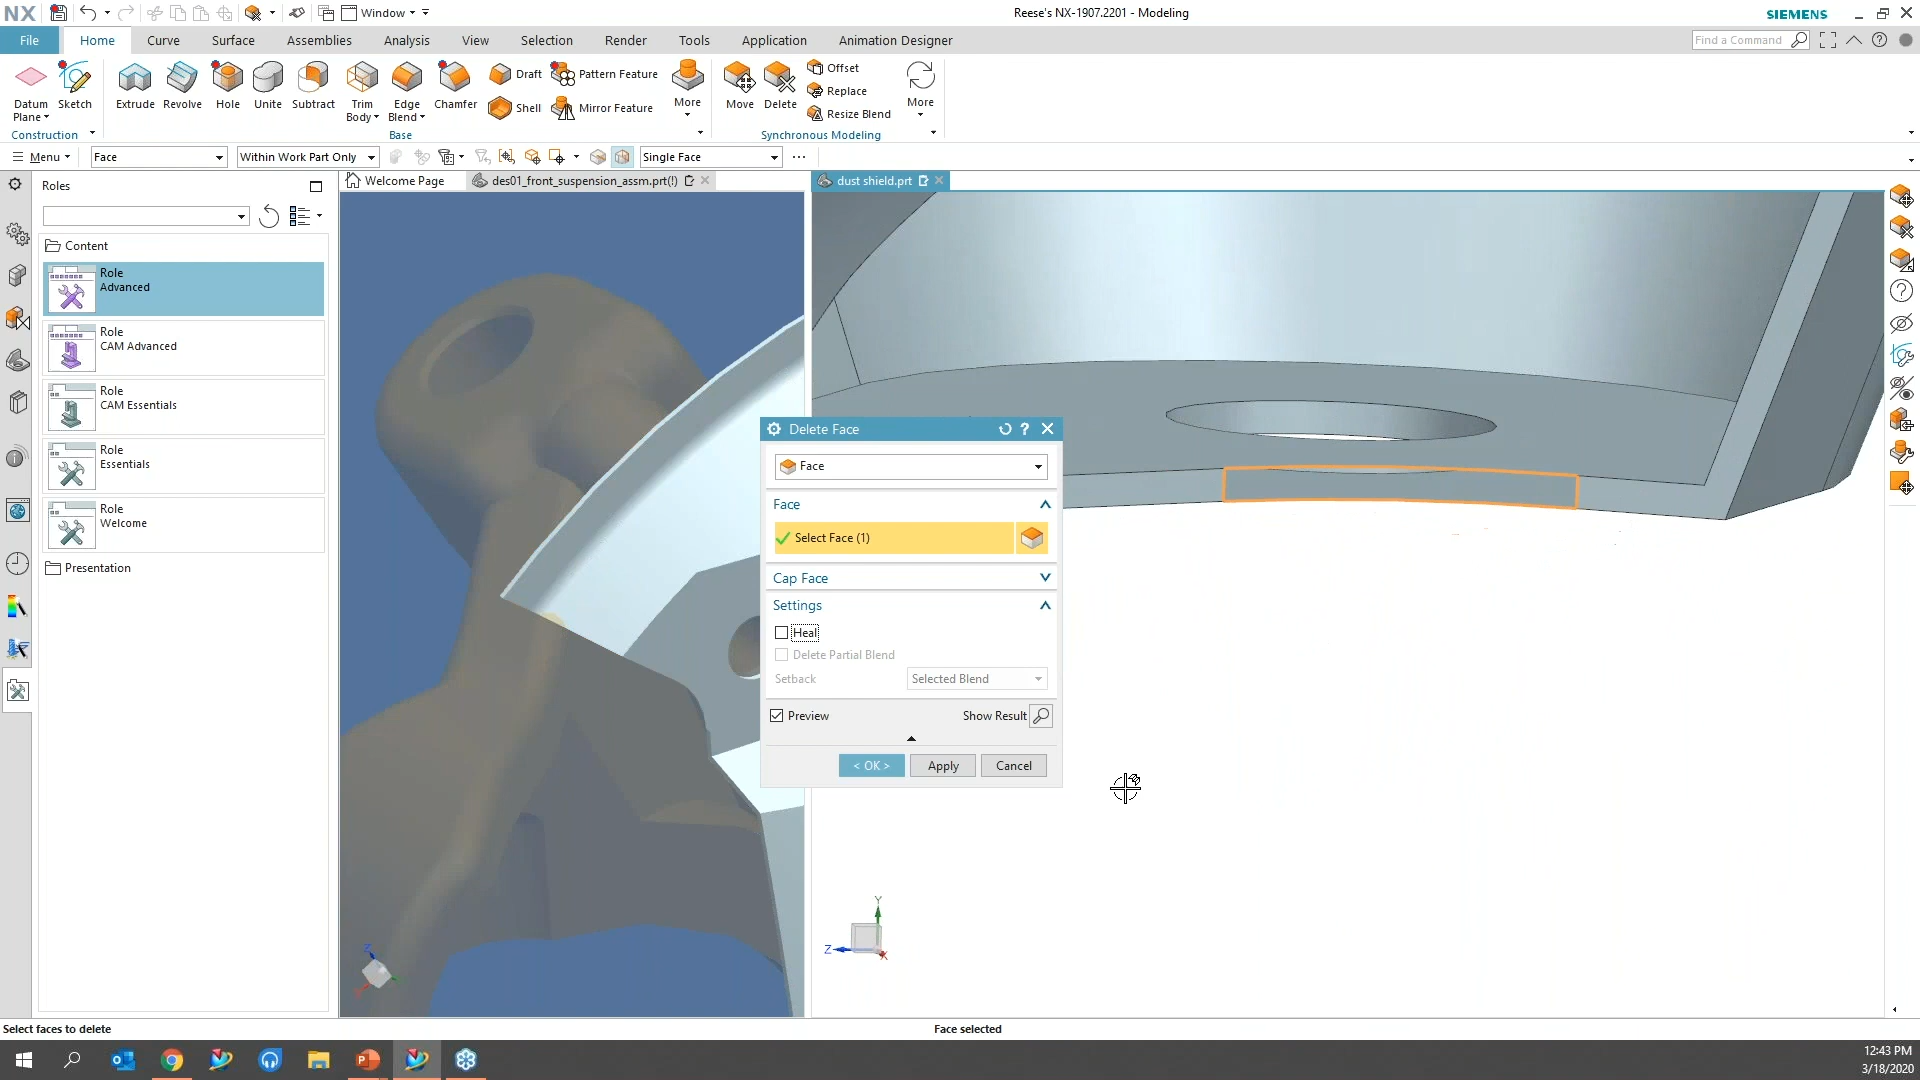 NX
Window
Reese's NX-1907.2201 - Modeling
SIEMENS
File
Home
Curve
Surface
Assemblies
Analysis
View
Selection
Render
Tools
Application
Animation Designer
Find a Command
Datum Plane
Sketch
Extrude
Revolve
Hole
Unite
Subtract
Trim Body
Edge Blend
Chamfer
Draft
Shell
Pattern Feature
Mirror Feature
More
Move
Delete
Offset
Replace
Resize Blend
More
Construction
Base
Synchronous Modeling
Menu
Face
Within Work Part Only
Single Face
Roles
Welcome Page
des01_front_suspension_assm.prt(!)
dust shield.prt
Content
Role
Advanced
Role
CAM Advanced
Role
CAM Essentials
Role
Essentials
Role
Welcome
Presentation
Delete Face
Face
Face
Select Face (1)
Cap Face
Settings
Heal
Delete Partial Blend
Setback
Selected Blend
Preview
Show Result
< OK >
Apply
Cancel
Y
Z
X
Z
Select faces to delete
Face selected
12:43 PM
3/18/2020